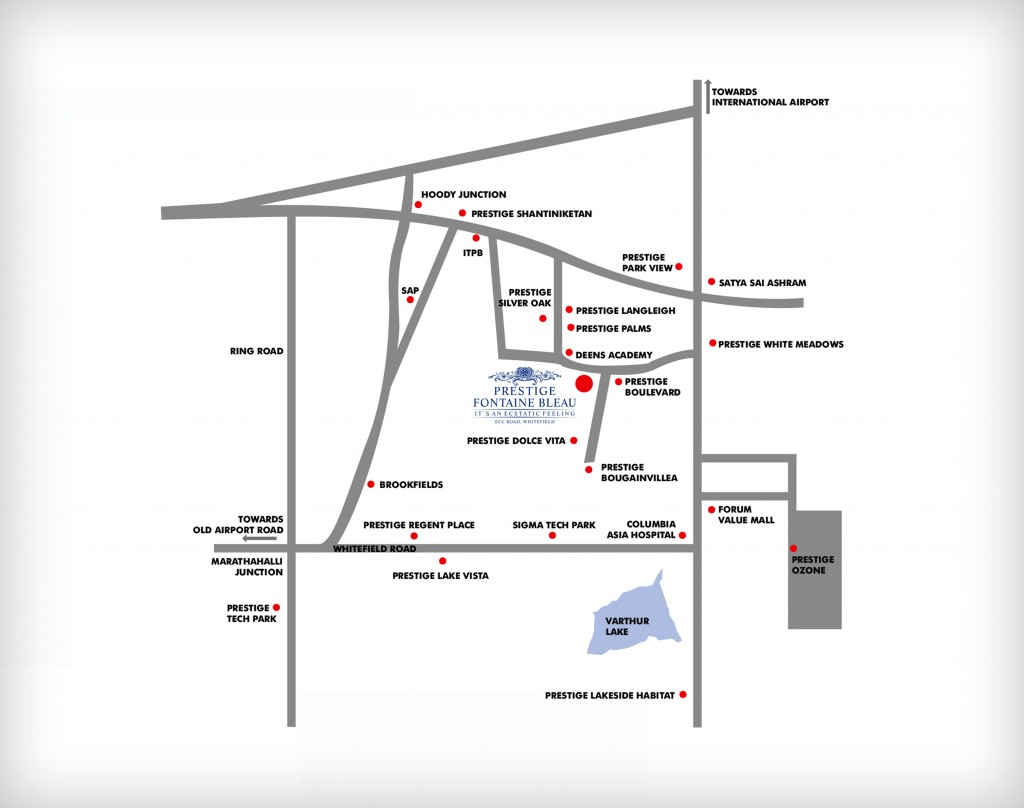 TOWARDS
INTERNATIONAL AIRPORT
HOODY JUNCTION
PRESTIGE SHANTINIKETAN
ITPB
PRESTIGE
PARK VIEW
SATYA SAI ASHRAM
SAP
PRESTIGE
SILVER OAK
PRESTIGE LANGLEIGH
PRESTIGE PALMS
RING ROAD
DEENS ACADEMY
PRESTIGE WHITE MEADOWS
PRESTIGE
FONTAINE BLEAU
IT'S AN ECSTATIC FEELING
ECC ROAD, WHITEFIELD
PRESTIGE
BOULEVARD
PRESTIGE DOLCE VITA
PRESTIGE
BOUGAINVILLEA
BROOKFIELDS
TOWARDS
OLD AIRPORT ROAD
PRESTIGE REGENT PLACE
SIGMA TECH PARK
COLUMBIA
ASIA HOSPITAL
FORUM
VALUE MALL
WHITEFIELD ROAD
MARATHAHALLI
JUNCTION
PRESTIGE LAKE VISTA
PRESTIGE
OZONE
PRESTIGE
TECH PARK
VARTHUR
LAKE
PRESTIGE LAKESIDE HABITAT